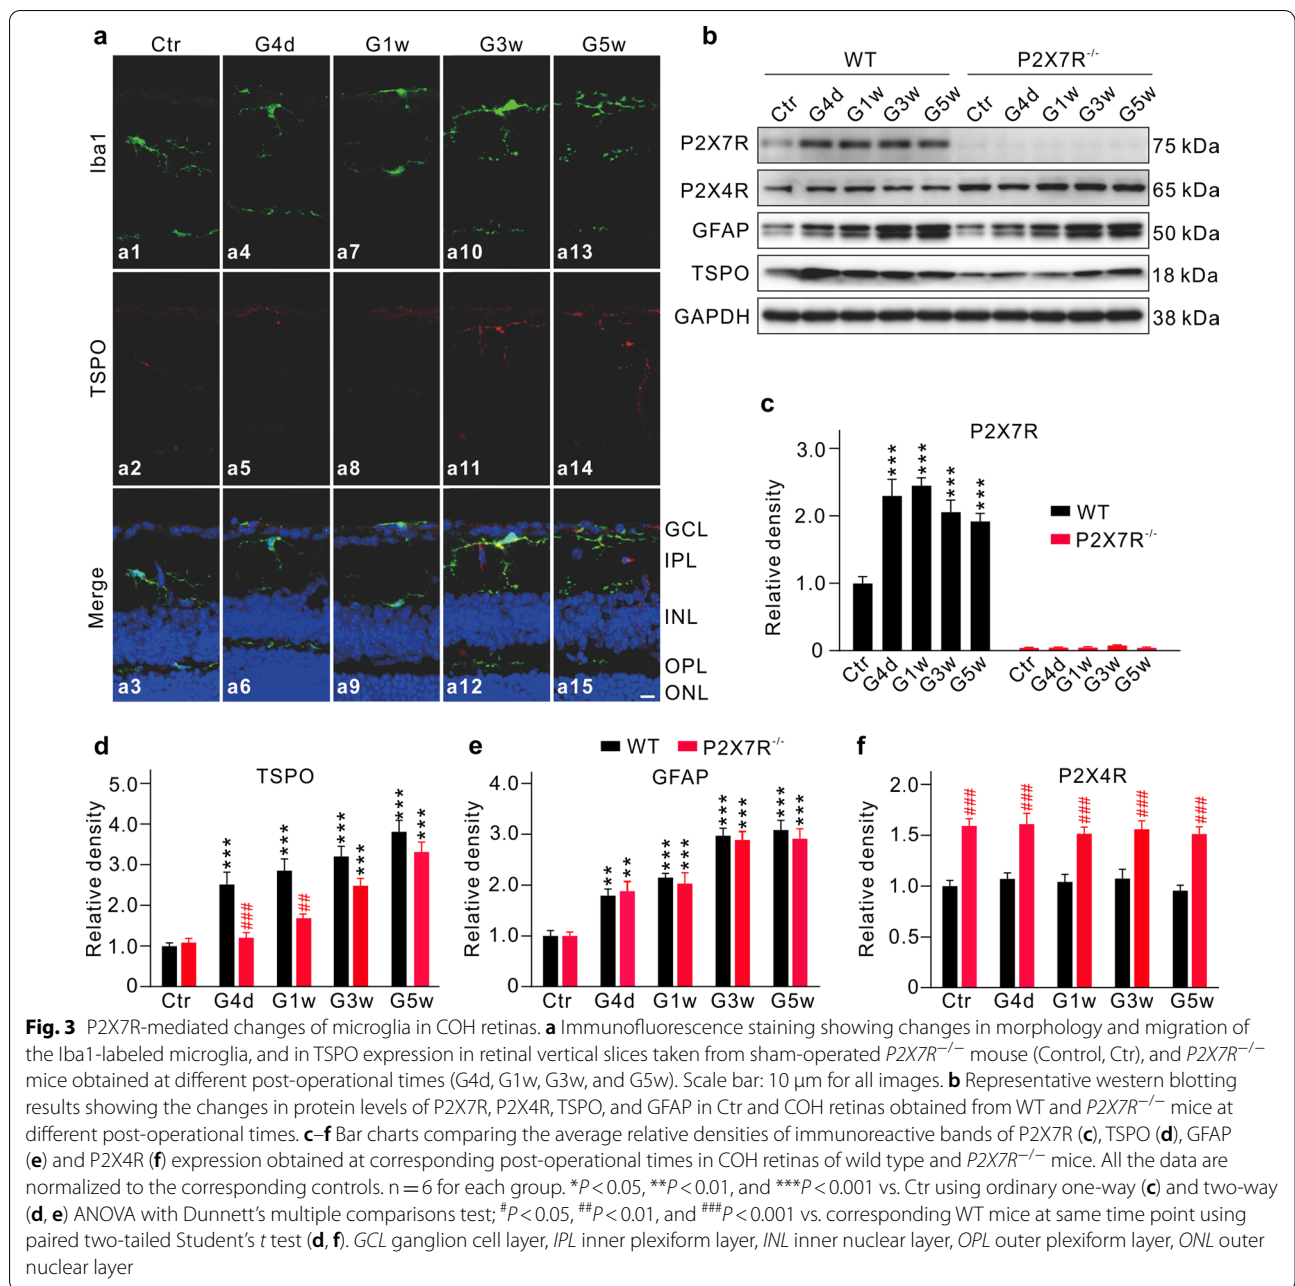 a
Ctr G4d G1w G3w G5w
Iba1
a1 a4 a7 a10 a13
TSPO
a2 a5 a8 a11 a14
Merge
a3 a6 a9 a12 a15
GCL
IPL
INL
OPL
ONL
b
WT P2X7R-/-
Ctr G4d G1w G3w G5w Ctr G4d G1w G3w G5w
P2X7R 75 kDa
P2X4R 65 kDa
GFAP 50 kDa
TSPO 18 kDa
GAPDH 38 kDa
c
P2X7R
Relative density
3.0
2.0
1.0
0
*** *** *** ***
WT
P2X7R-/-
Ctr G4d G1w G3w G5w Ctr G4d G1w G3w G5w
d
TSPO
Relative density
5.0
4.0
3.0
2.0
1.0
0
*** ### *** ## *** *** *** ***
Ctr G4d G1w G3w G5w
e
WT P2X7R-/-
GFAP
Relative density
4.0
3.0
2.0
1.0
0
** ** *** *** *** *** *** ***
Ctr G4d G1w G3w G5w
f
P2X4R
Relative density
2.0
1.5
1.0
0.5
0
### ### ### ### ###
Ctr G4d G1w G3w G5w
Fig. 3 P2X7R-mediated changes of microglia in COH retinas. a Immunofluorescence staining showing changes in morphology and migration of
the Iba1-labeled microglia, and in TSPO expression in retinal vertical slices taken from sham-operated P2X7R−/− mouse (Control, Ctr), and P2X7R−/−
mice obtained at different post-operational times (G4d, G1w, G3w, and G5w). Scale bar: 10 μm for all images. b Representative western blotting
results showing the changes in protein levels of P2X7R, P2X4R, TSPO, and GFAP in Ctr and COH retinas obtained from WT and P2X7R−/− mice at
different post-operational times. c–f Bar charts comparing the average relative densities of immunoreactive bands of P2X7R (c), TSPO (d), GFAP
(e) and P2X4R (f) expression obtained at corresponding post-operational times in COH retinas of wild type and P2X7R−/− mice. All the data are
normalized to the corresponding controls. n = 6 for each group. *P < 0.05, **P < 0.01, and ***P < 0.001 vs. Ctr using ordinary one-way (c) and two-way
(d, e) ANOVA with Dunnett's multiple comparisons test; #P < 0.05, ##P < 0.01, and ###P < 0.001 vs. corresponding WT mice at same time point using
paired two-tailed Student's t test (d, f). GCL ganglion cell layer, IPL inner plexiform layer, INL inner nuclear layer, OPL outer plexiform layer, ONL outer
nuclear layer